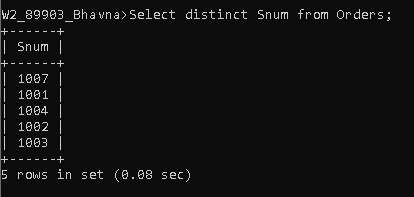 W2_89903_Bhavna>Select distinct Snum from Orders;
+------+
| Snum |
+------+
| 1007 |
| 1001 |
| 1004 |
| 1002 |
| 1003 |
+------+
5 rows in set (0.08 sec)